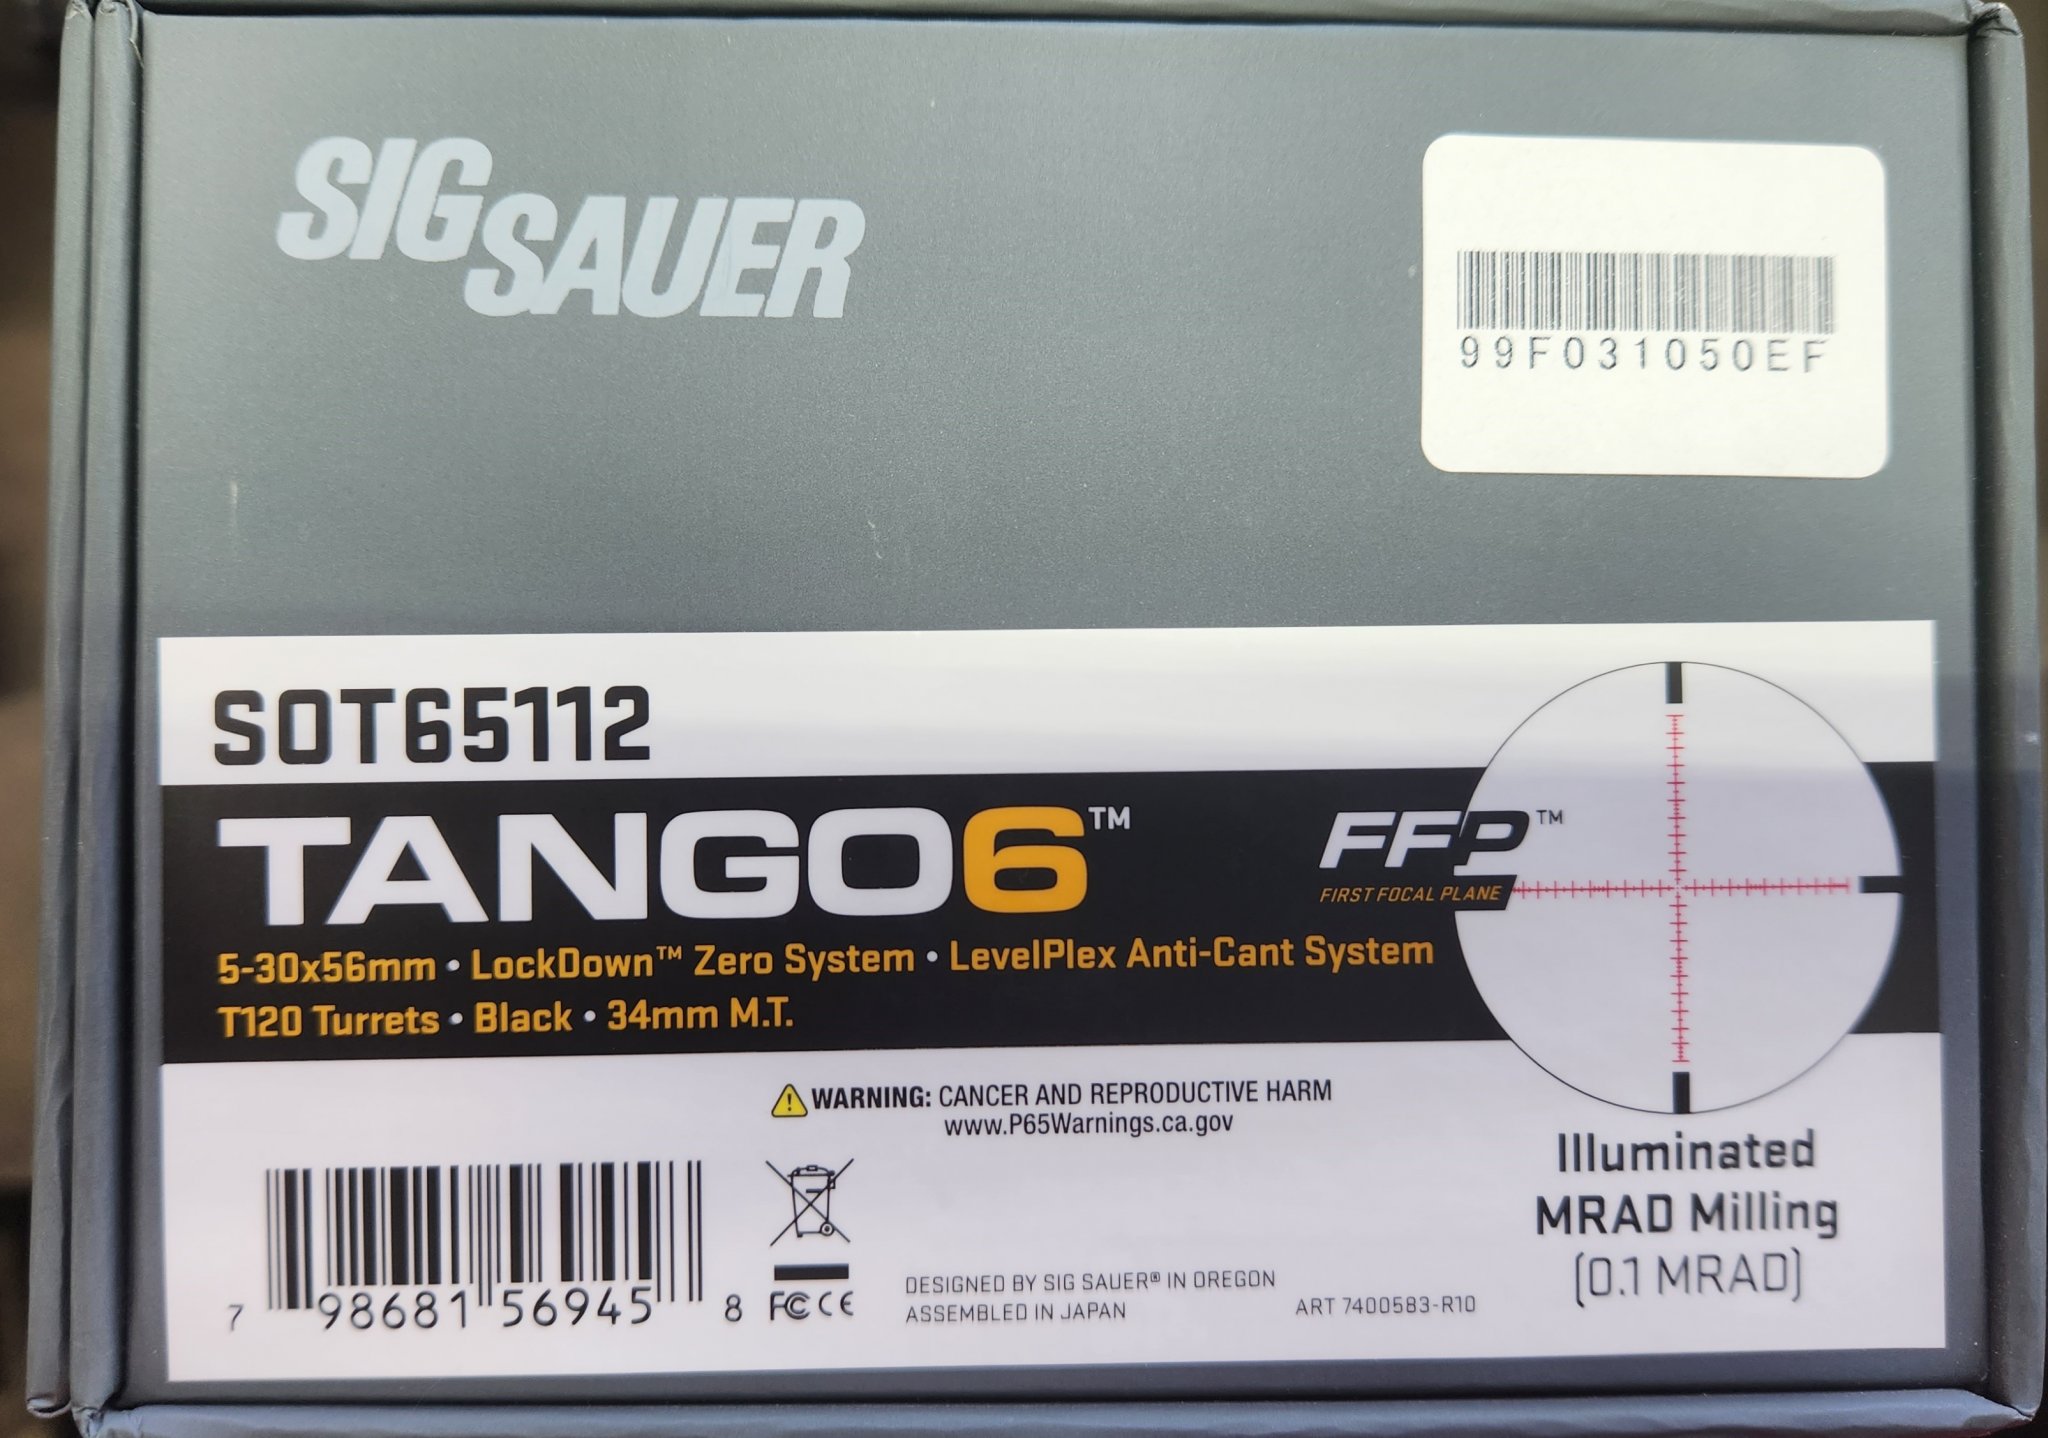 SIG SAUER
99F031050EF
SOT65112
TANGO6™
FFP™
FIRST FOCAL PLANE
5-30x56mm • LockDown™ Zero System • LevelPlex Anti-Cant System
T120 Turrets • Black • 34mm M.T.
WARNING: CANCER AND REPRODUCTIVE HARM
www.P65Warnings.ca.gov
Illuminated
MRAD Milling
(0.1 MRAD)
7 98681 56945 8
FC CE
DESIGNED BY SIG SAUER® IN OREGON
ASSEMBLED IN JAPAN
ART 7400583-R10